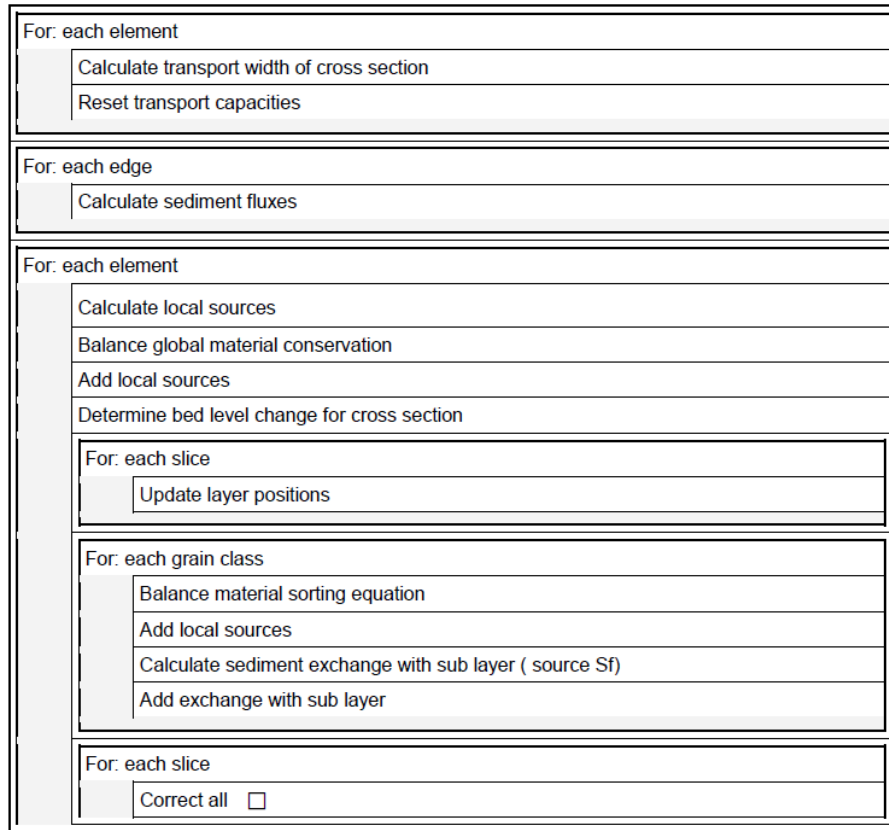 For: each element
Calculate transport width of cross section
Reset transport capacities
For: each edge
Calculate sediment fluxes
For: each element
Calculate local sources
Balance global material conservation
Add local sources
Determine bed level change for cross section
For: each slice
Update layer positions
For: each grain class
Balance material sorting equation
Add local sources
Calculate sediment exchange with sub layer ( source Sf)
Add exchange with sub layer
For: each slice
Correct all □